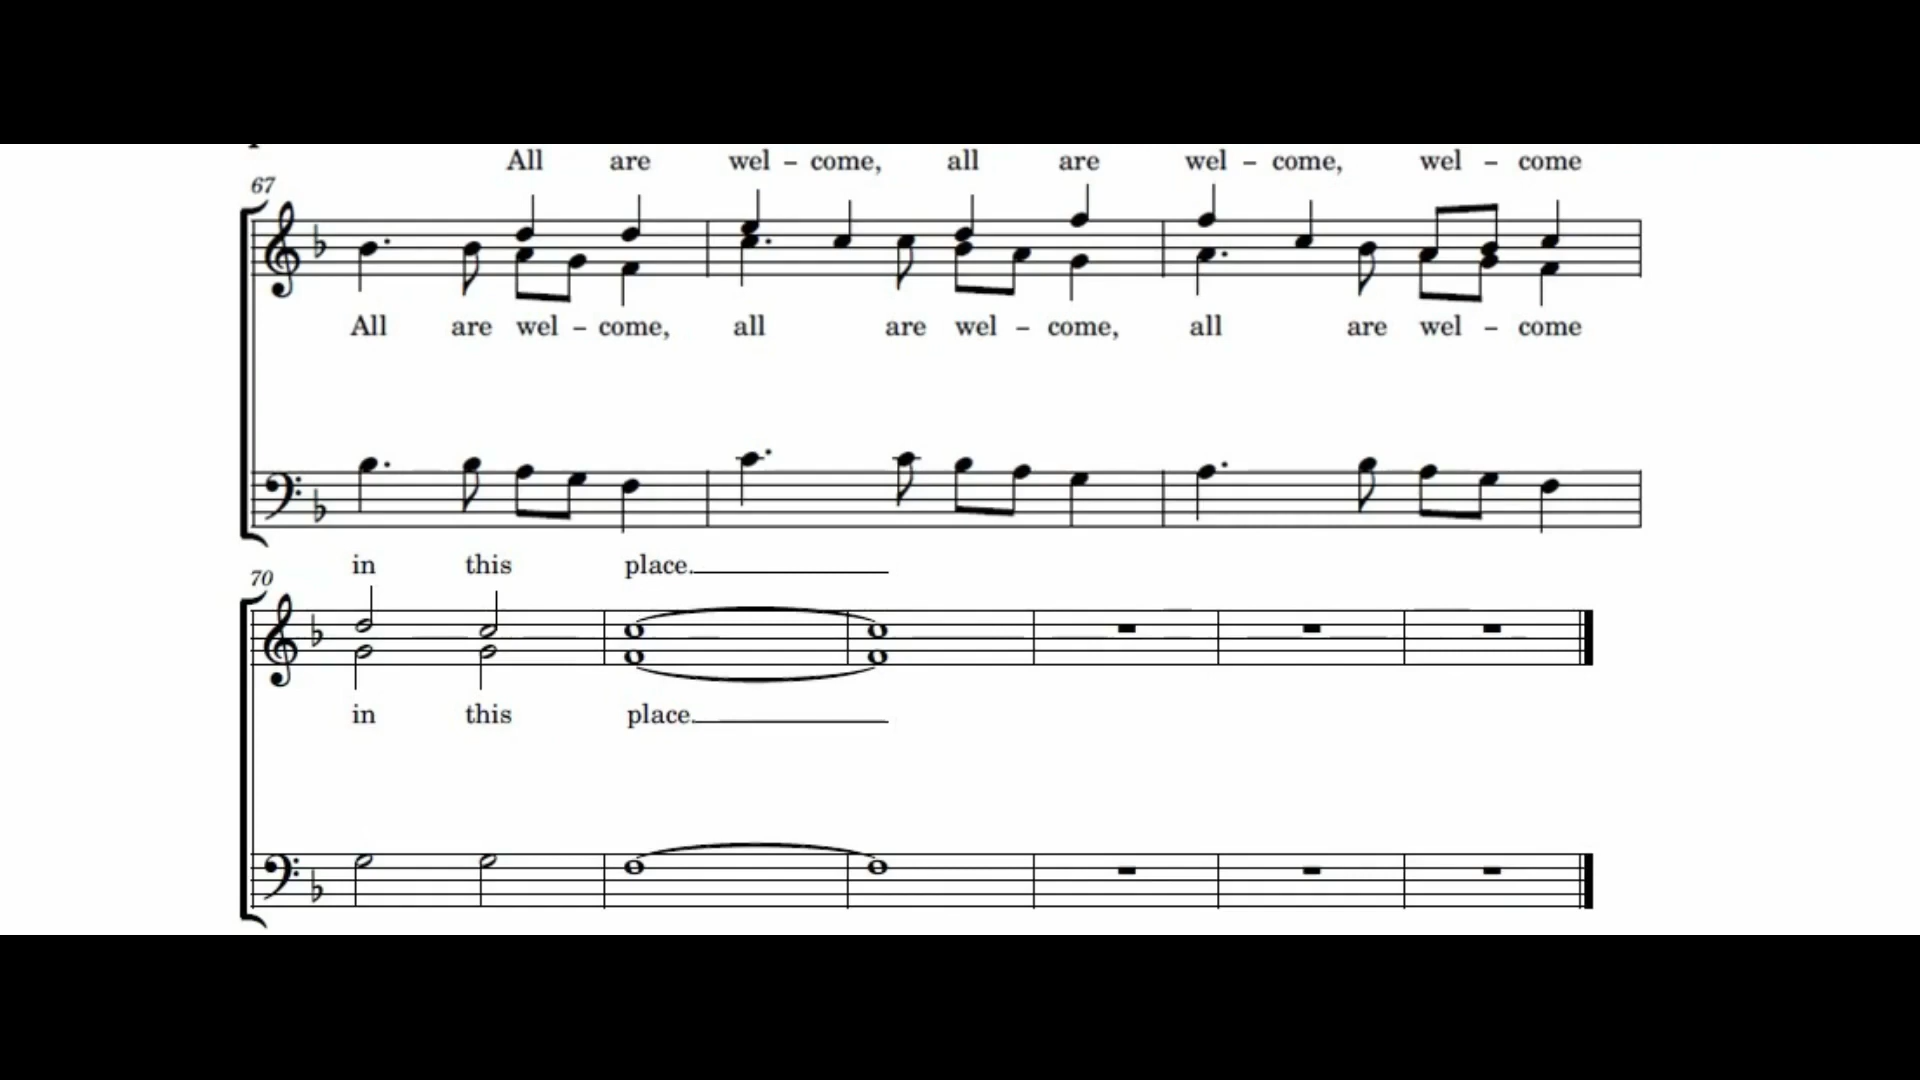 All are wel – come, all are wel – come, wel – come
67
All are wel – come, all are wel – come, all are wel – come
in this place.
70
in this place.